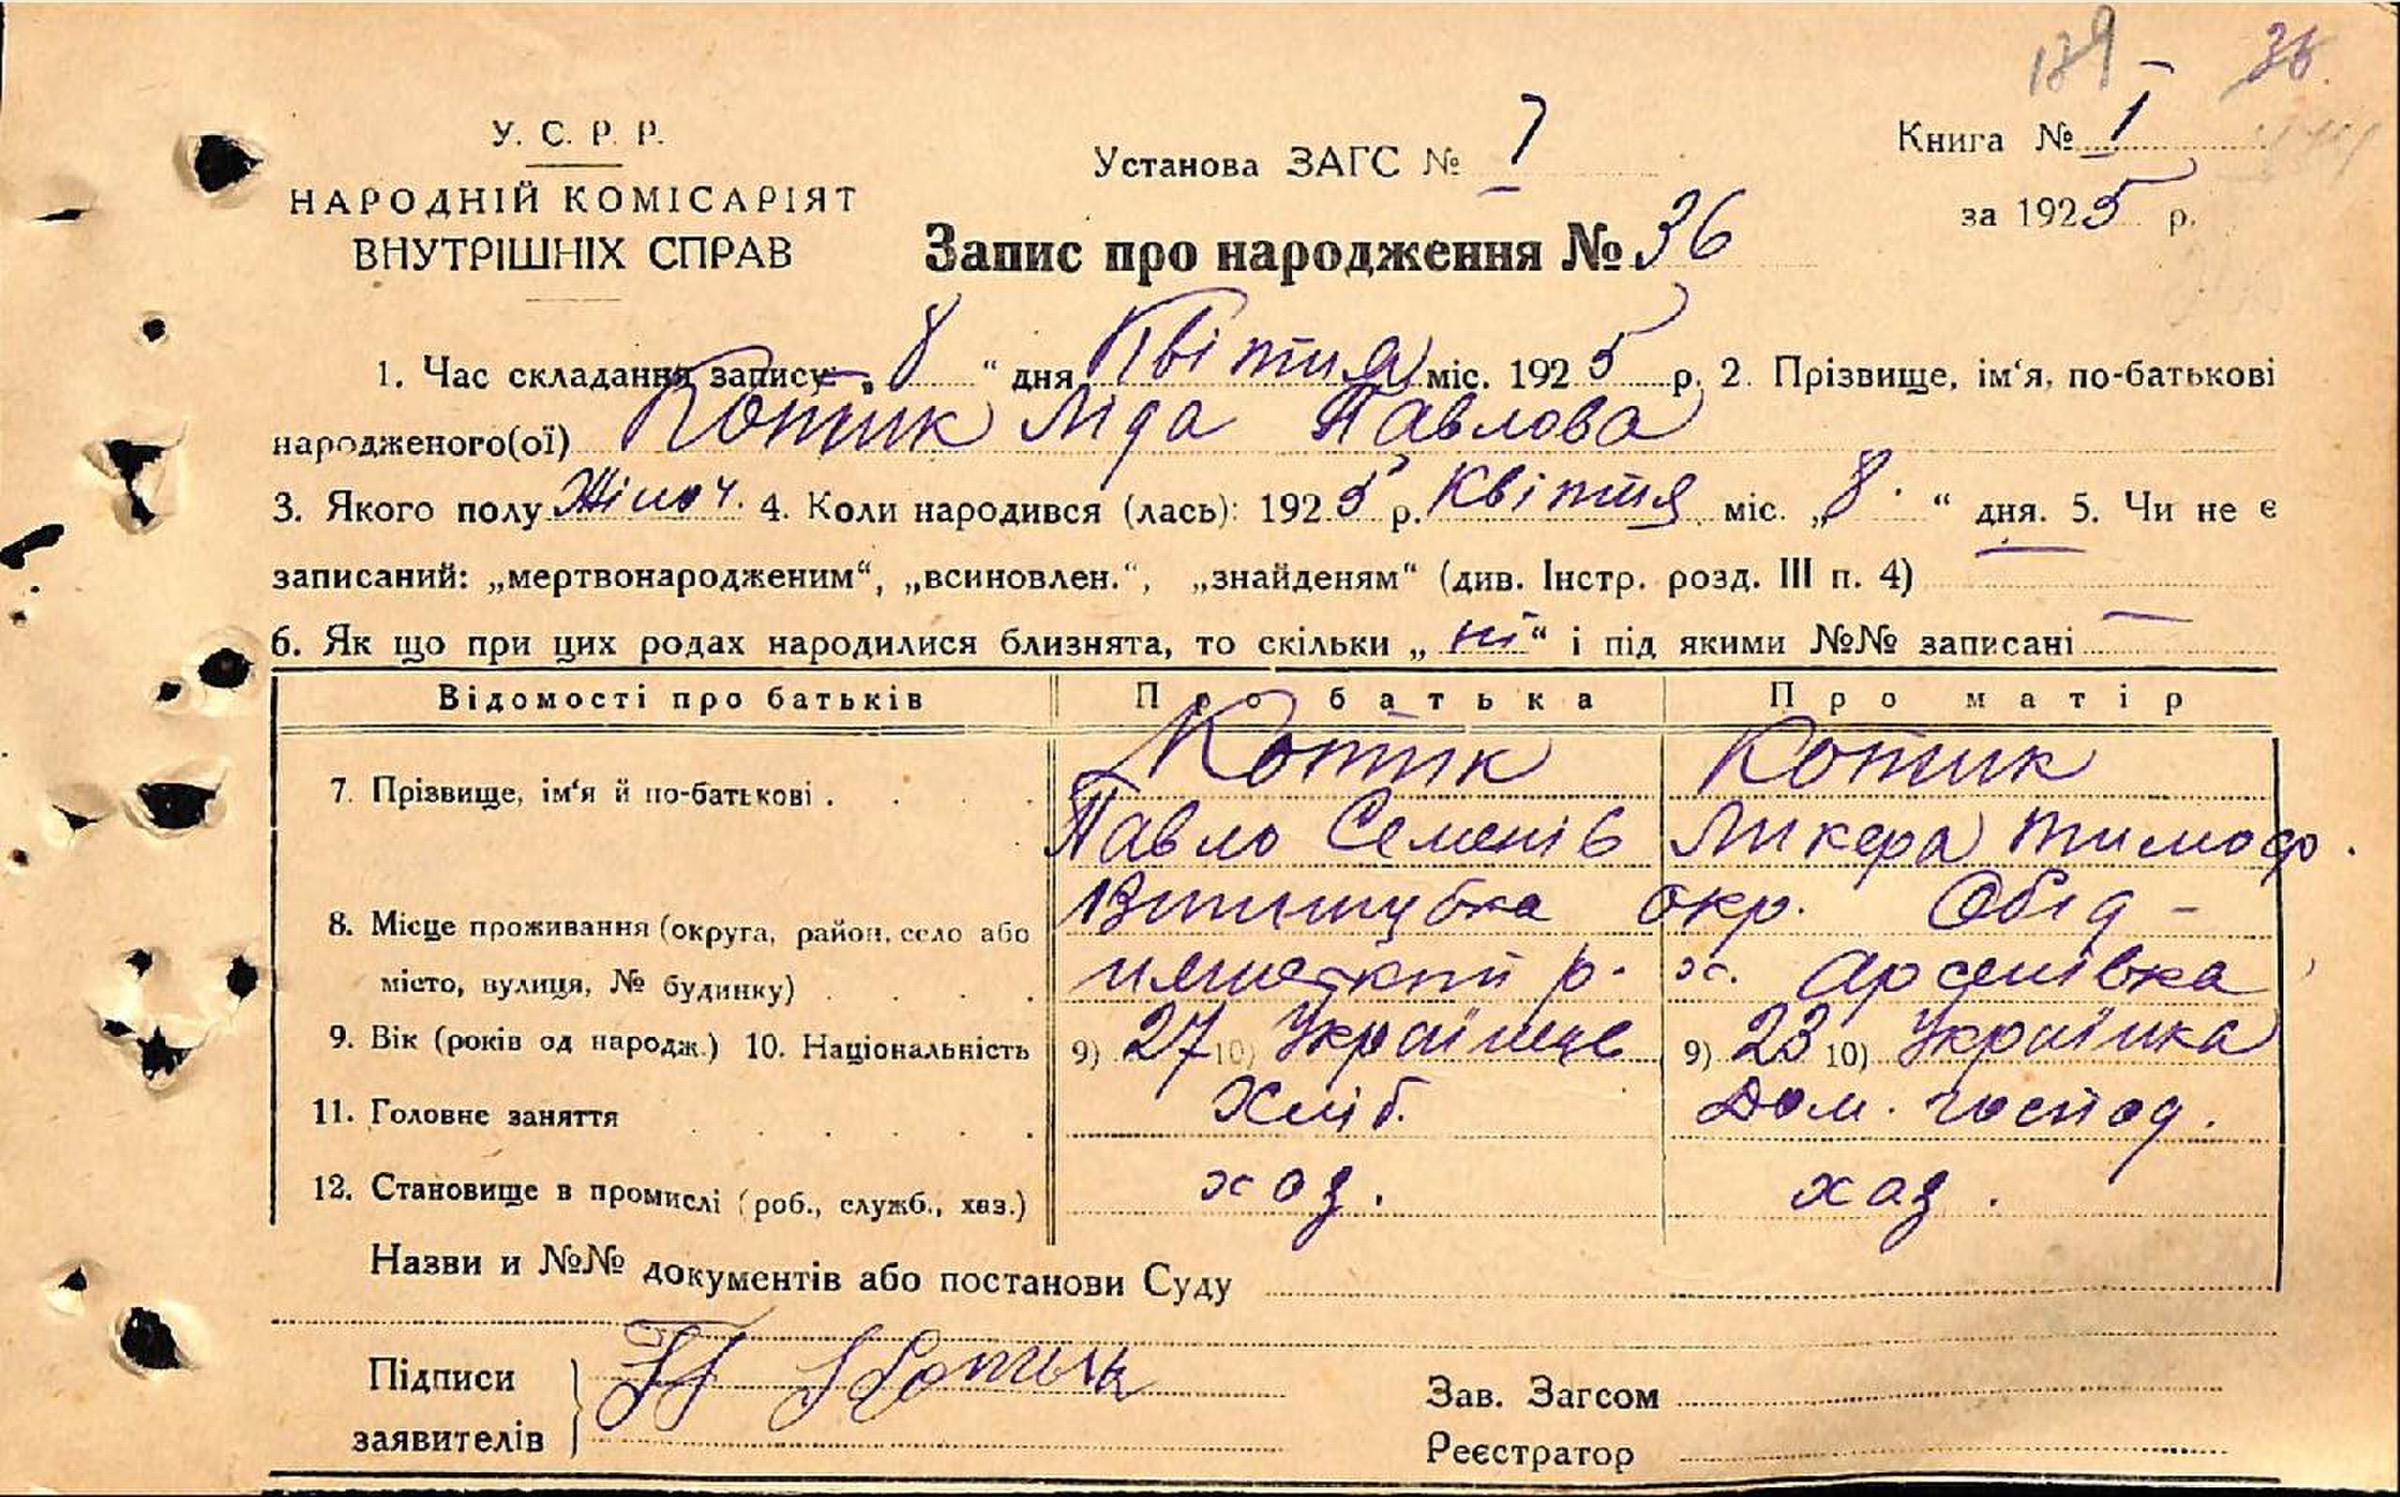 189 36.
У. С. Р. Р.
НАРОДНІЙ КОМІСАРІЯТ
ВНУТРІШНІХ СПРАВ
Установа ЗАГС №
Книга № 1
за 1925 р.
Запис про народження № 36
1. Час складання запису: „8“ дня Квітня міс. 1925 р. 2. Прізвище, ім‘я, по-батькові
народженого(ої) Котик Ліда Павлова
3. Якого полу Жіноч. 4. Коли народився (лась): 1925 р. Квітня міс. „8“ дня. 5. Чи не є
записаний: „мертвонародженим“, „всиновлен.“, „знайденям“ (див. Інстр. розд. III п. 4)
6. Як що при цих родах народилися близнята, то скільки „ні“ і під якими №№ записані —
Відомості про батьків Про батька Про матір
Котик Котик
7. Прізвище, ім‘я й по-батькові
Павло Семенів Ликера Тимоф.
окр. Обід-
8. Місце проживання (округа, район, село або
місто, вулиця, № будинку) р. х. Арсенівка
9. Вік (років од народж.) 10. Національність 9) 27 10) Українець 9) 23 10) Українка
11. Головне заняття Хліб. Дом. господ.
12. Становище в промислі (роб., служб., хаз.) хаз. хаз.
Назви и №№ документів або постанови Суду
Підписи П Котик
заявителів
Зав. Загсом
Реєстратор